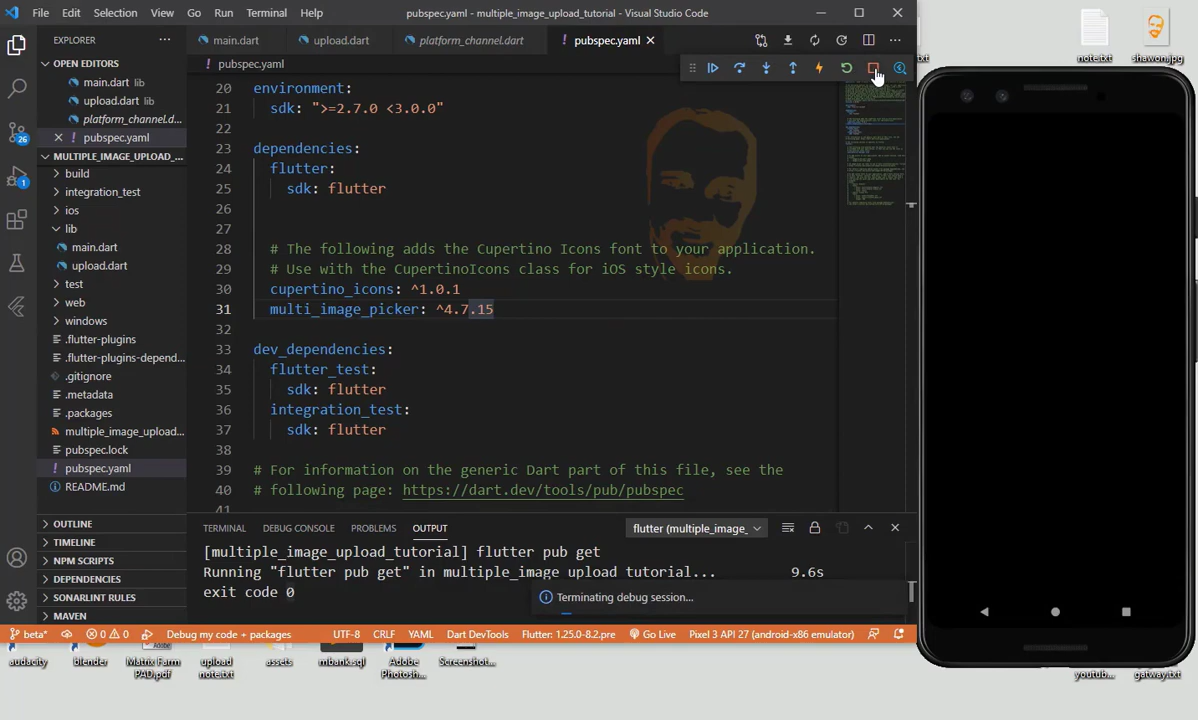 File Edit Selection View Go Run Terminal Help pubspec.yaml - multiple_image_upload_tutorial - Visual Studio Code
note.txt
shawon.jpg
EXPLORER
main.dart
upload.dart
platform_channel.dart
pubspec.yaml
OPEN EDITORS
main.dart lib
upload.dart lib
platform_channel.d...
pubspec.yaml
MULTIPLE_IMAGE_UPLOAD_...
build
integration_test
ios
lib
main.dart
upload.dart
test
web
windows
.flutter-plugins
.flutter-plugins-depend...
.gitignore
.metadata
.packages
multiple_image_upload...
pubspec.lock
pubspec.yaml
README.md
OUTLINE
TIMELINE
NPM SCRIPTS
DEPENDENCIES
SONARLINT RULES
MAVEN
26
1
pubspec.yaml
20 environment:
21 sdk: ">=2.7.0 <3.0.0"
22
23 dependencies:
24 flutter:
25 sdk: flutter
26
27
28 # The following adds the Cupertino Icons font to your application.
29 # Use with the CupertinoIcons class for iOS style icons.
30 cupertino_icons: ^1.0.1
31 multi_image_picker: ^4.7.15
32
33 dev_dependencies:
34 flutter_test:
35 sdk: flutter
36 integration_test:
37 sdk: flutter
38
39 # For information on the generic Dart part of this file, see the
40 # following page: https://dart.dev/tools/pub/pubspec
41
TERMINAL DEBUG CONSOLE PROBLEMS OUTPUT
flutter (multiple_image_
[multiple_image_upload_tutorial] flutter pub get
Running "flutter pub get" in multiple_image_upload_tutorial... 9.6s
exit code 0
Terminating debug session...
beta* 0 0 Debug my code + packages UTF-8 CRLF YAML Dart DevTools Flutter: 1.25.0-8.2.pre Go Live Pixel 3 API 27 (android-x86 emulator)
audacity
blender
Matrix Farm
PAD.pdf
upload
note.txt
assets
mbank.sql
Adobe
Photosh...
Screenshot...
youtub...
gatway.txt